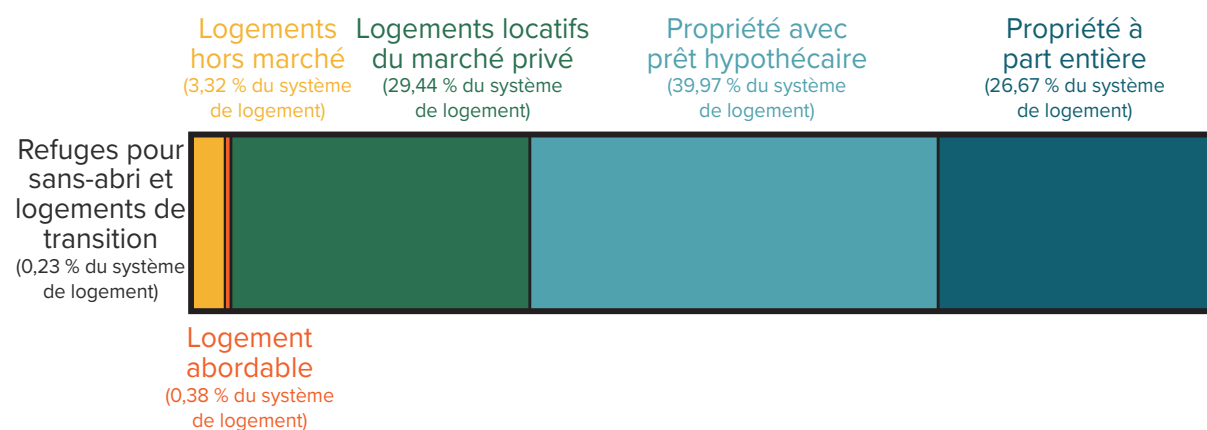 Logements
hors marché
(3,32 % du système
de logement)
Logements locatifs
du marché privé
(29,44 % du système
de logement)
Propriété avec
prêt hypothécaire
(39,97 % du système
de logement)
Propriété à
part entière
(26,67 % du système
de logement)
Refuges pour
sans-abri et
logements de
transition
(0,23 % du système
de logement)
Logement
abordable
(0,38 % du système
de logement)